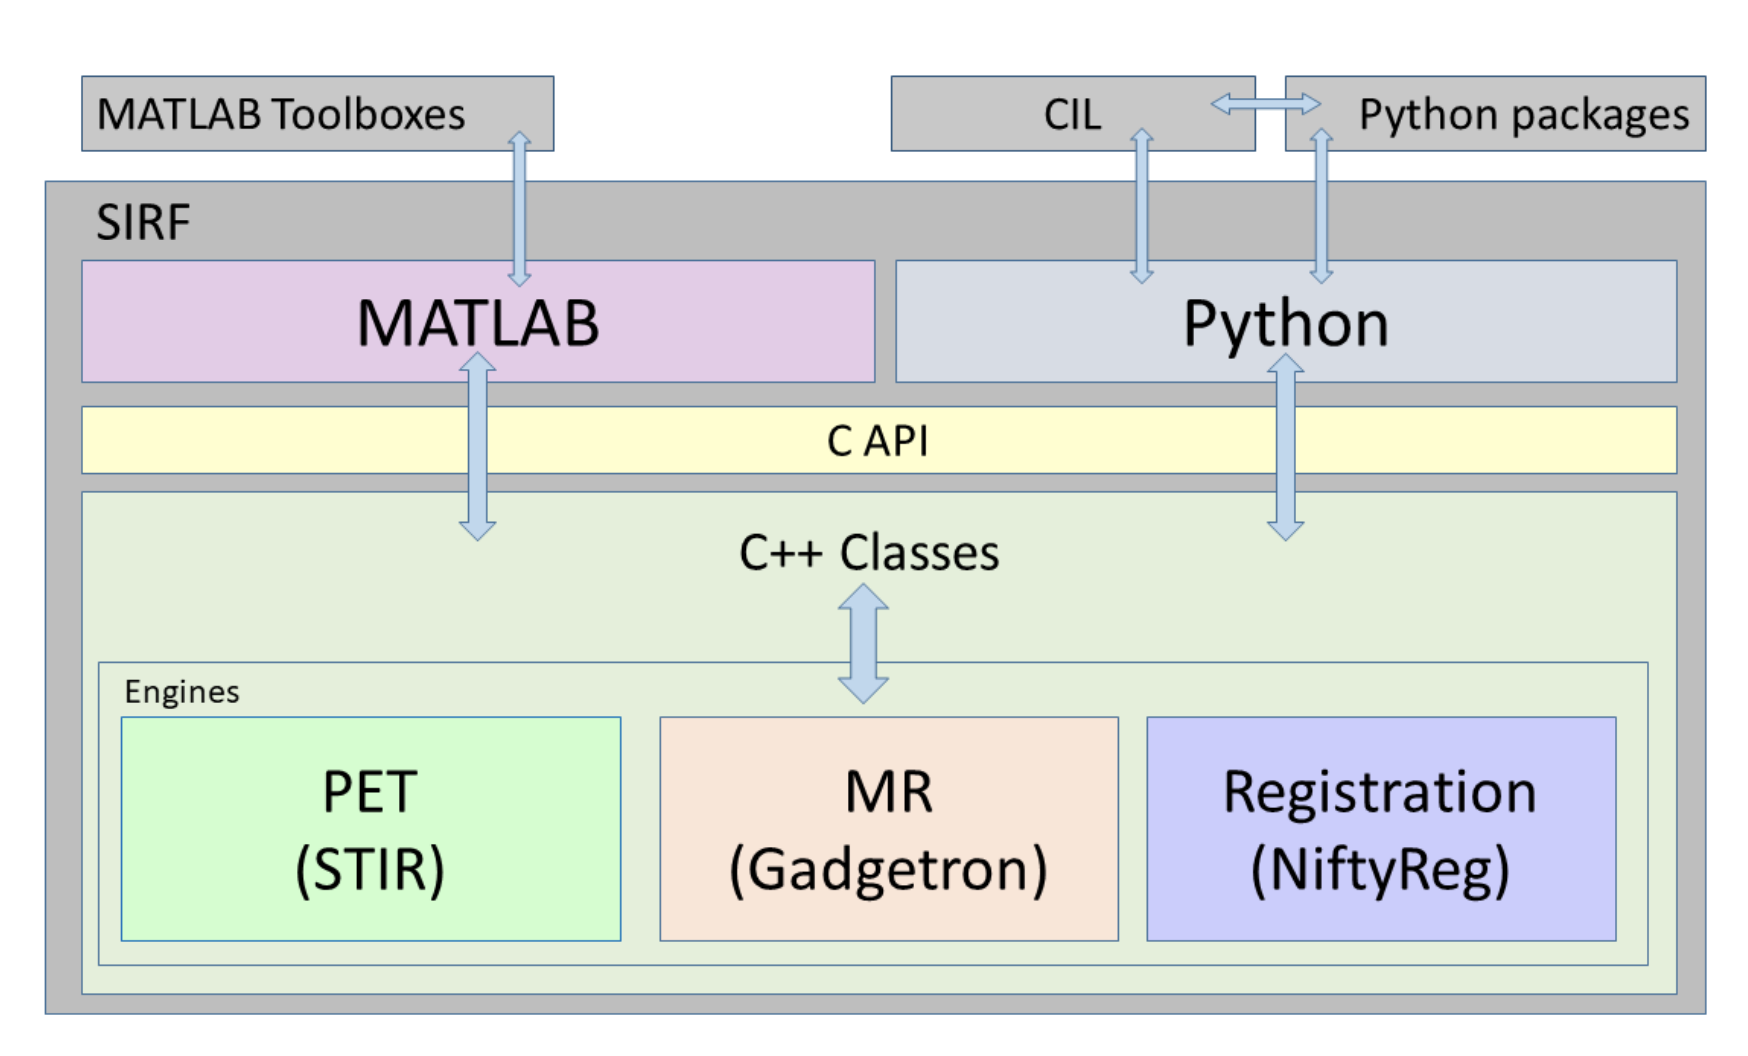 MATLAB Toolboxes
CIL
Python packages
SIRF
MATLAB
Python
C API
C++ Classes
Engines
PET
(STIR)
MR
(Gadgetron)
Registration
(NiftyReg)